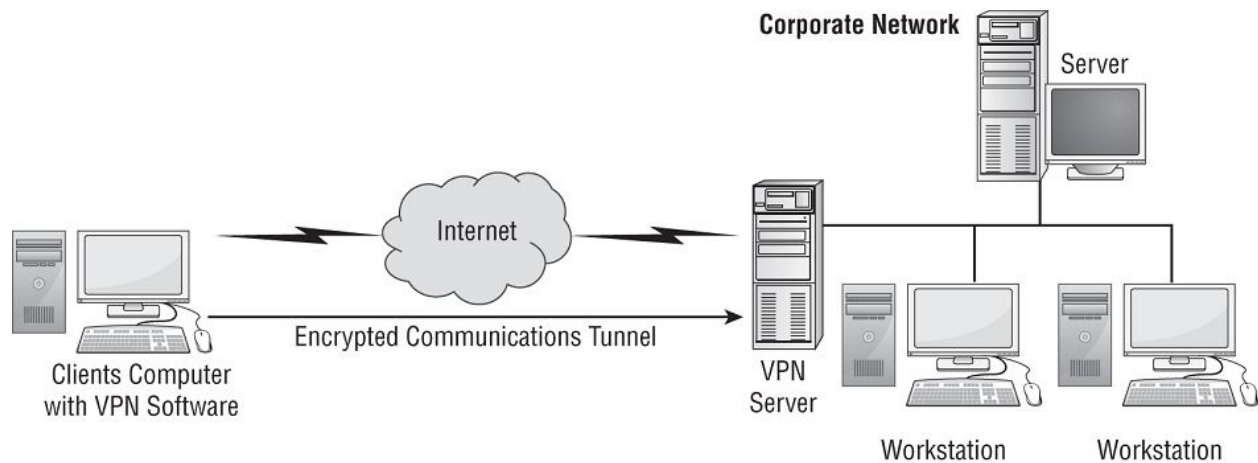 Corporate Network
Server
Internet
Encrypted Communications Tunnel
Clients Computer
with VPN Software
VPN
Server
Workstation
Workstation